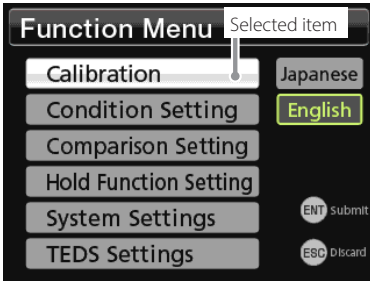 Function Menu
Selected item
Calibration
Japanese
Condition Setting
English
Comparison Setting
Hold Function Setting
System Settings
ENT Submit
TEDS Settings
ESC Discard